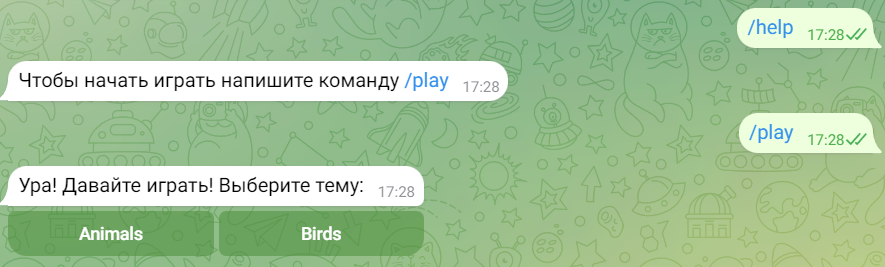 /help 17:28
Чтобы начать играть напишите команду /play 17:28
/play 17:28
Ура! Давайте играть! Выберите тему: 17:28
Animals Birds